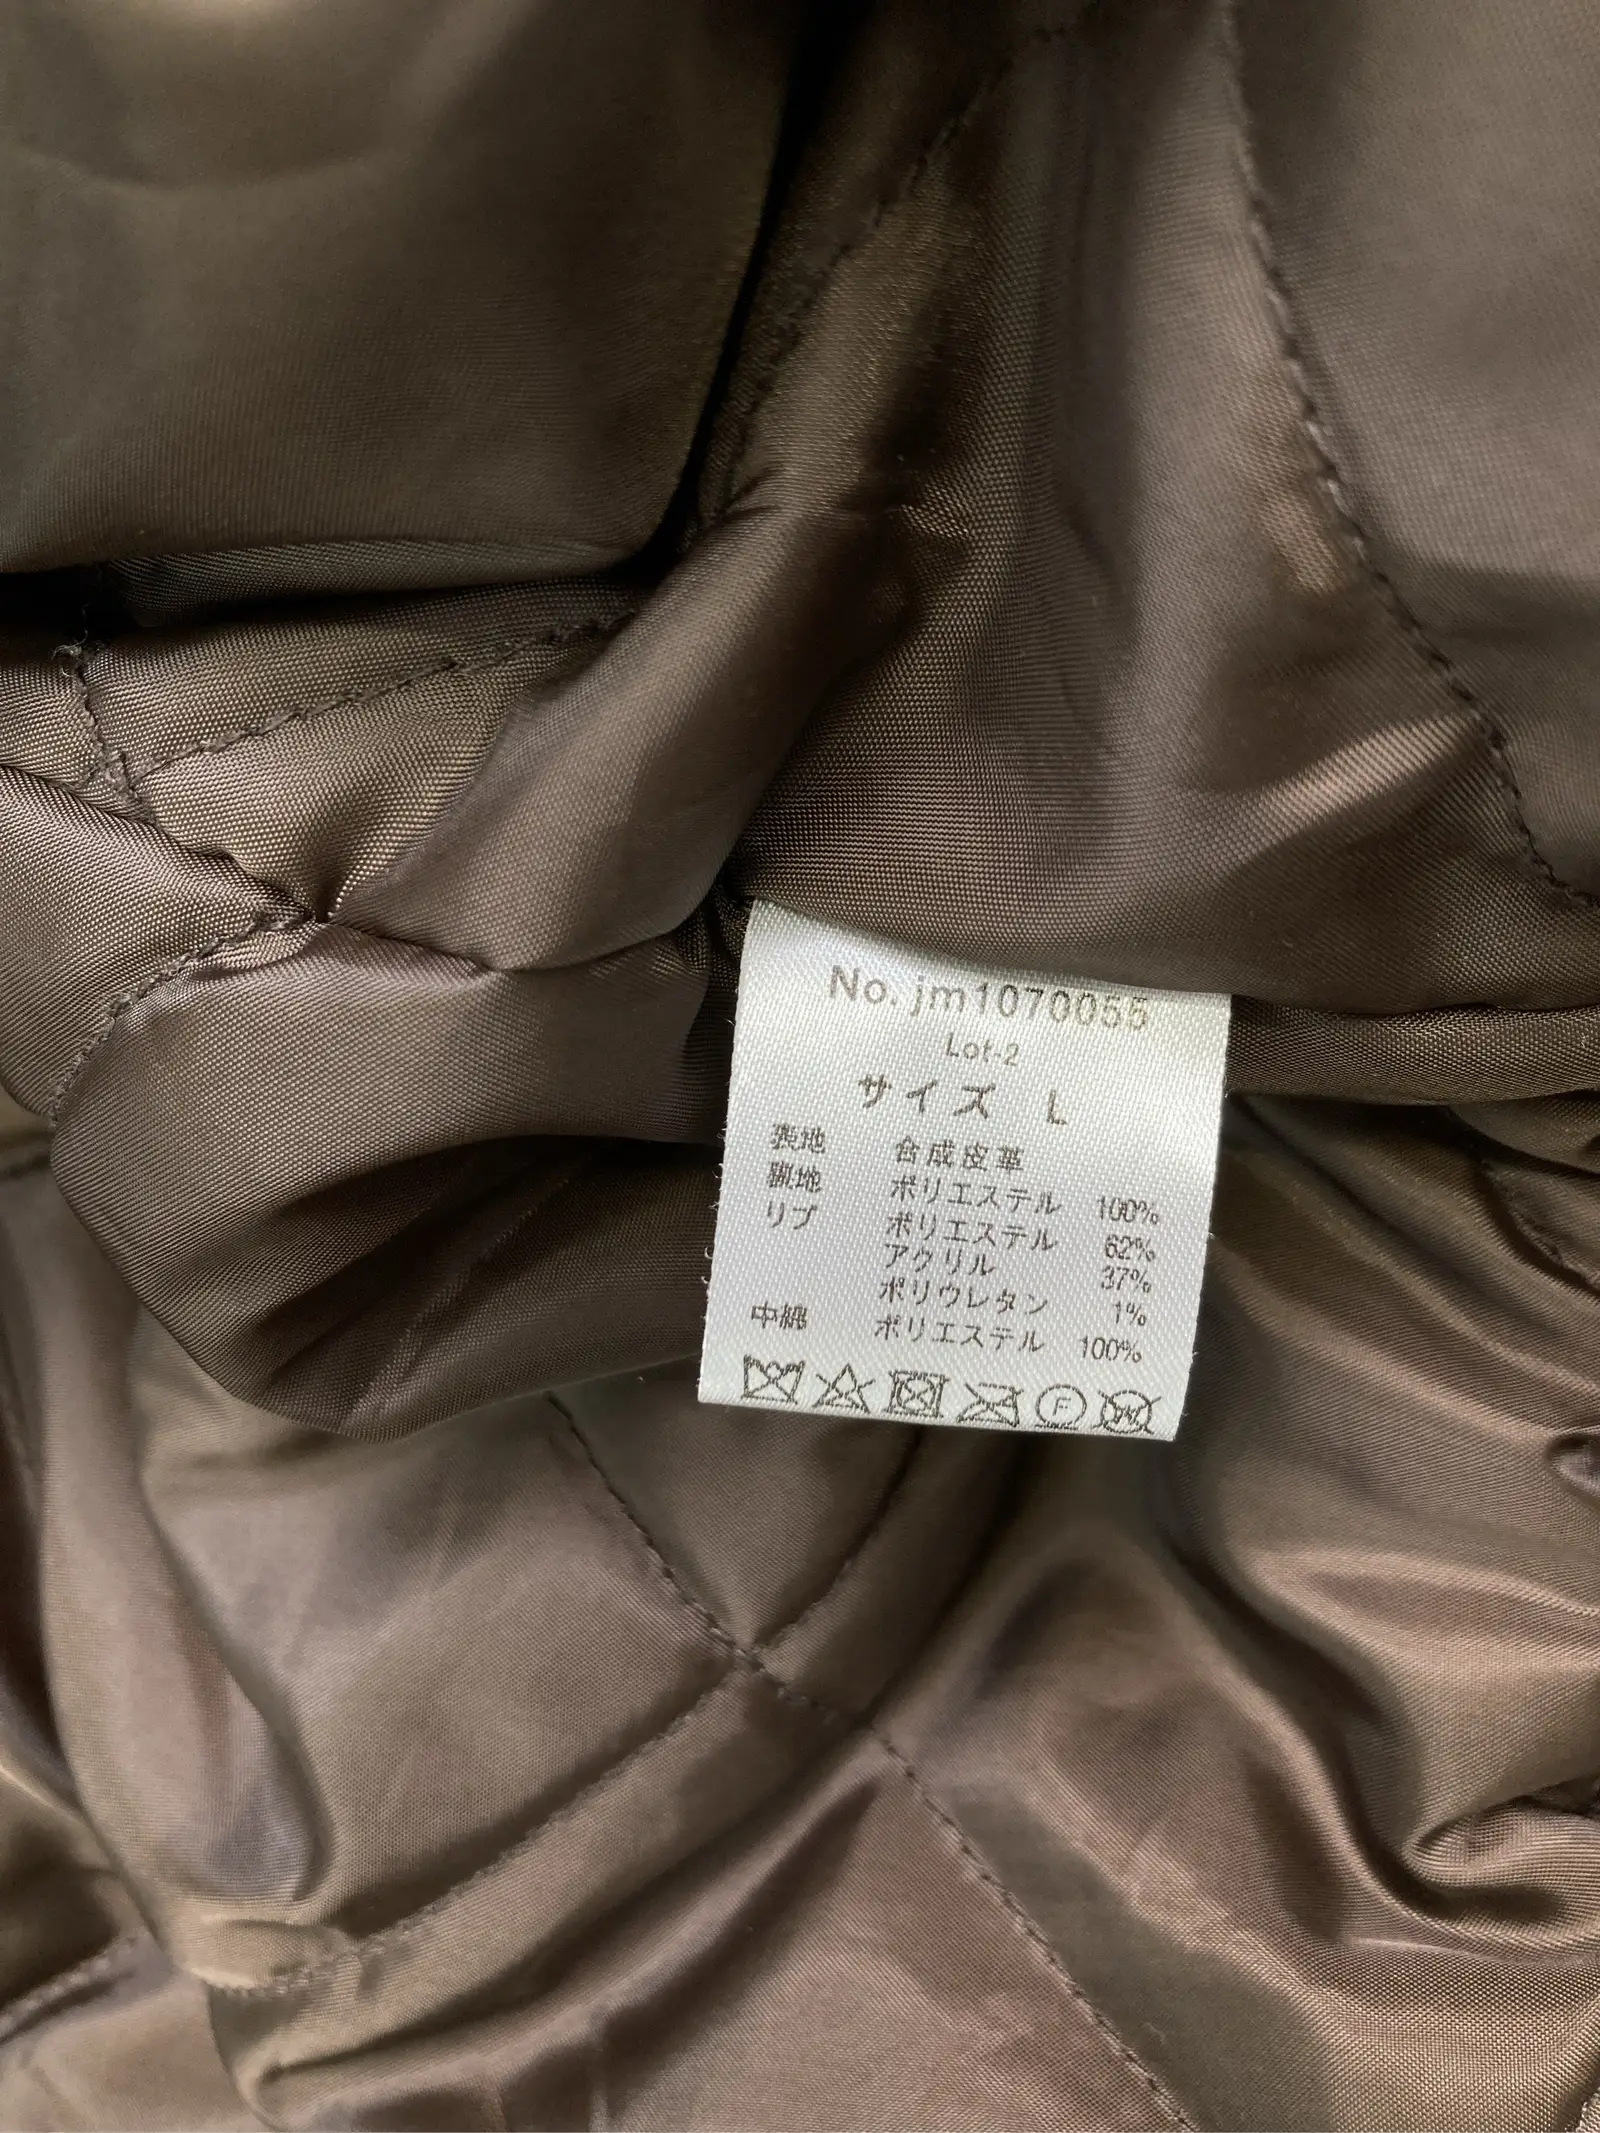 No. jm1070055
Lot-2
サイズ L
表地 合成皮革
裏地 ポリエステル 100%
リブ ポリエステル 62%
アクリル 37%
ポリウレタン 1%
中綿 ポリエステル 100%
F
W